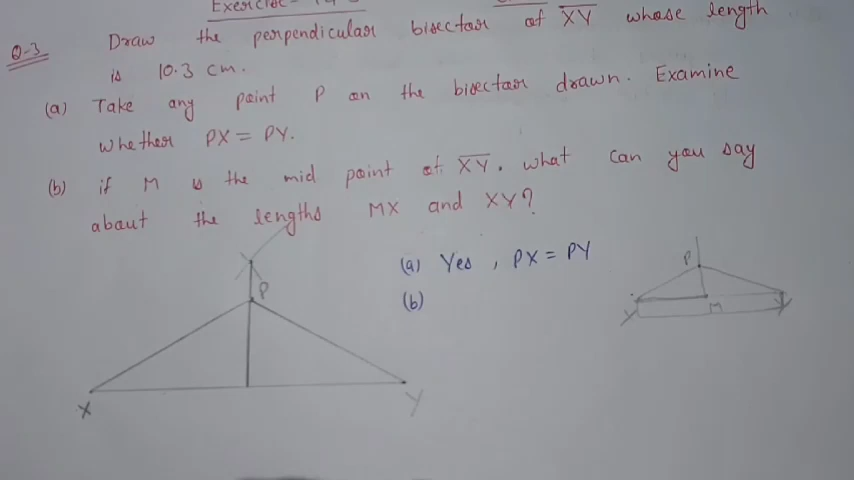 Exercise-
Q-3 Draw the perpendicular bisector of XY whose length
is 10.3 cm.
(a) Take any point P on the bisector drawn. Examine
whether PX = PY.
(b) if M is the mid point of XY. what can you say
about the lengths MX and XY?
(a) Yes, PX = PY
(b)
P
X
Y
P
M
Y